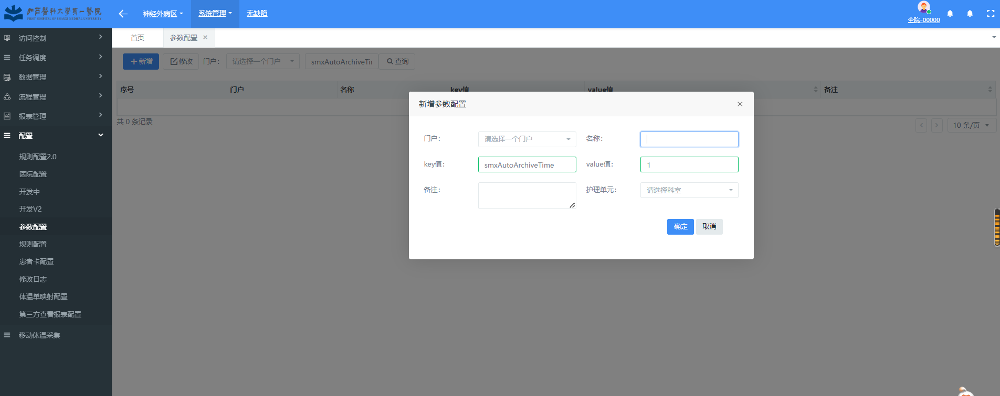 山西醫科大學第一醫院
FIRST HOSPITAL OF SHANXI MEDICAL UNIVERSITY
神经外病区
系统管理
无缺陷
全院-00000
访问控制
任务调度
数据管理
流程管理
报表管理
配置
规则配置2.0
医院配置
开发中
开发V2
参数配置
规则配置
患者卡配置
修改日志
体温单映射配置
第三方查看报表配置
移动体温采集
首页
参数配置
新增
修改
门户：
请选择一个门户
smxAutoArchiveTi
查询
序号
门户
名称
key值
value值
备注
共 0 条记录
10 条/页
新增参数配置
门户：
请选择一个门户
名称：
key值：
smxAutoArchiveTime
value值：
1
备注：
护理单元：
请选择科室
确定
取消